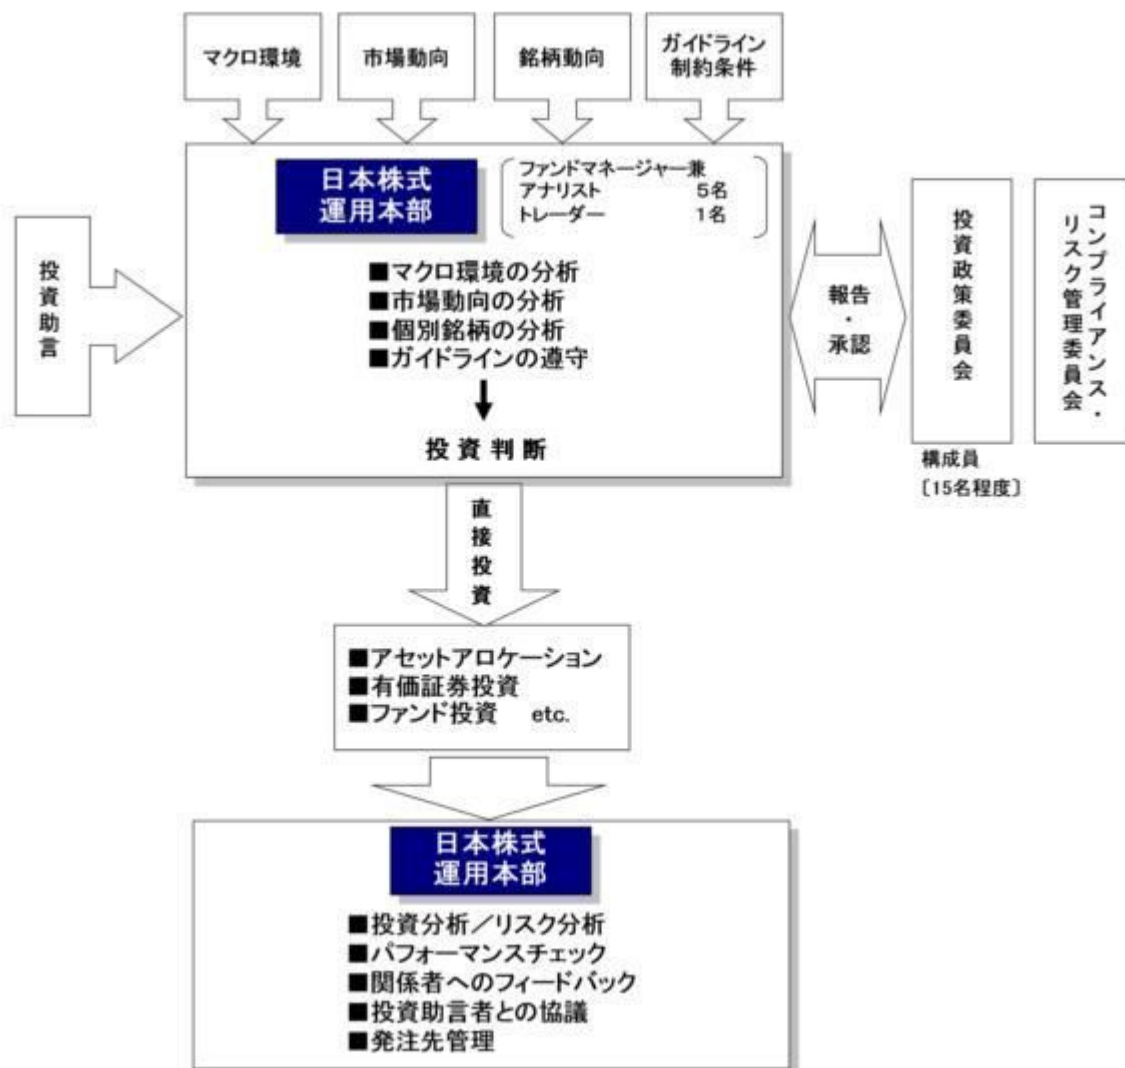 マクロ環境
市場動向
銘柄動向
ガイドライン
制約条件
日本株式
運用本部
ファンドマネージャー兼
アナリスト 5名
トレーダー 1名
投資助言
■マクロ環境の分析
■市場動向の分析
■個別銘柄の分析
■ガイドラインの遵守
投資判断
報告
・
承認
投資政策委員会
コンプライアンス・
リスク管理委員会
構成員
〔15名程度〕
直接投資
■アセットアロケーション
■有価証券投資
■ファンド投資 etc.
日本株式
運用本部
■投資分析／リスク分析
■パフォーマンスチェック
■関係者へのフィードバック
■投資助言者との協議
■発注先管理